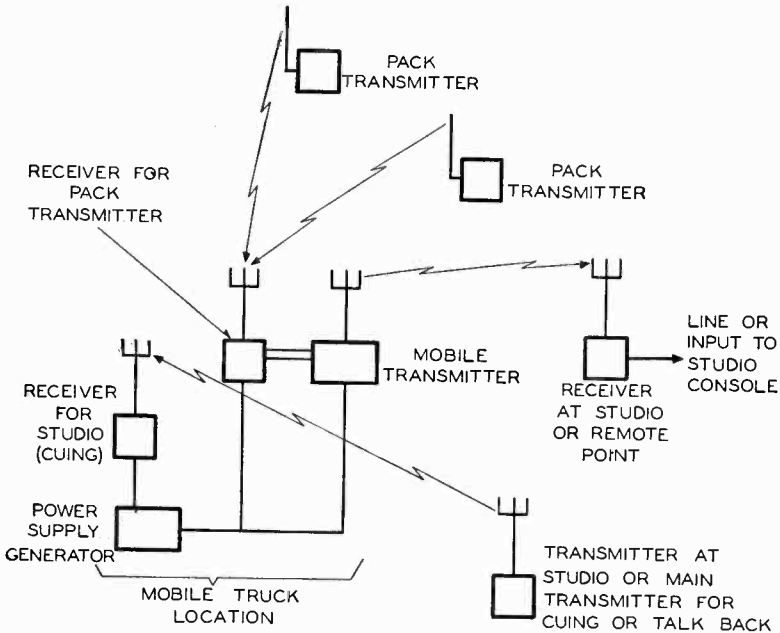 PACK
TRANSMITTER
PACK
TRANSMITTER
RECEIVER FOR
PACK
TRANSMITTER
LINE OR
INPUT TO
STUDIO
CONSOLE
MOBILE
TRANSMITTER
RECEIVER
AT STUDIO
OR REMOTE
POINT
RECEIVER
FOR
STUDIO
(CUING)
POWER
SUPPLY
GENERATOR
MOBILE TRUCK
LOCATION
TRANSMITTER AT
STUDIO OR MAIN
TRANSMITTER FOR
CUING OR TALK BACK